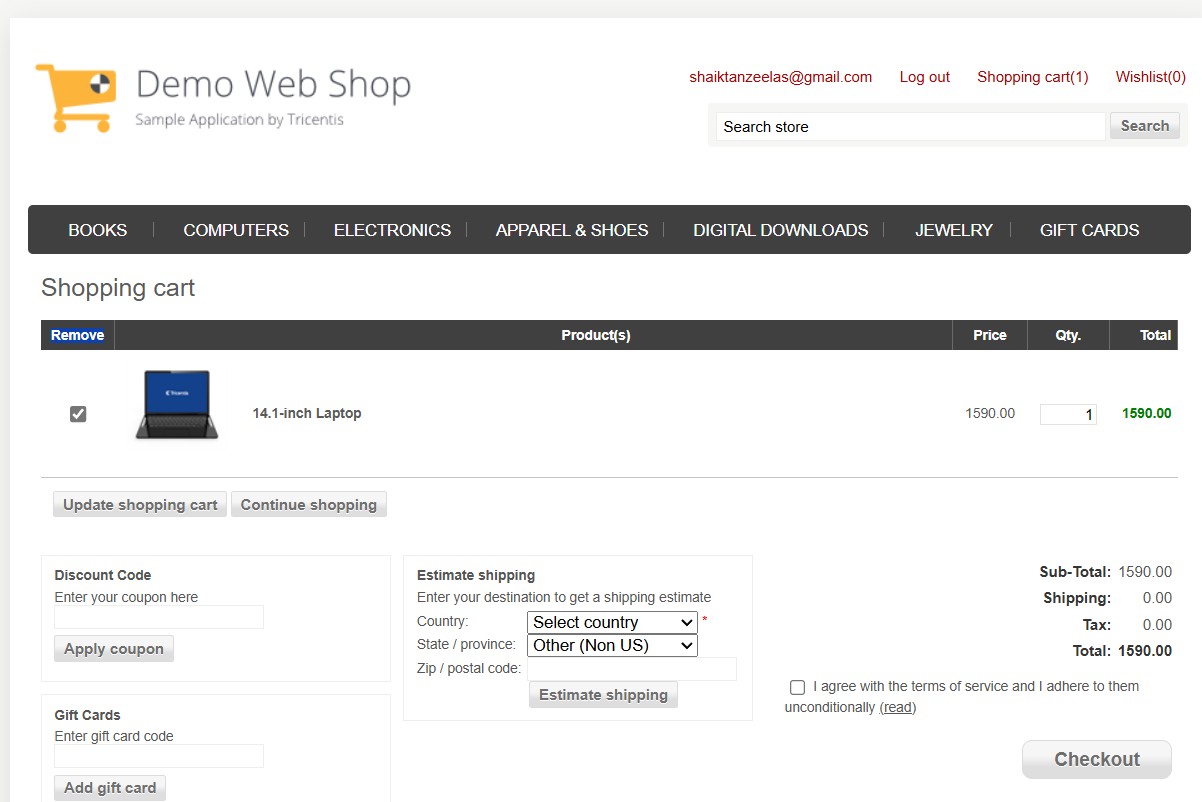 Demo Web Shop
Sample Application by Tricentis
shaiktanzeelas@gmail.com Log out Shopping cart(1) Wishlist(0)
Search store Search
BOOKS COMPUTERS ELECTRONICS APPAREL & SHOES DIGITAL DOWNLOADS JEWELRY GIFT CARDS
Shopping cart
Remove Product(s) Price Qty. Total
Tricentis
14.1-inch Laptop 1590.00 1 1590.00
Update shopping cart Continue shopping
Discount Code
Enter your coupon here
Apply coupon
Gift Cards
Enter gift card code
Add gift card
Estimate shipping
Enter your destination to get a shipping estimate
Country: Select country *
State / province: Other (Non US)
Zip / postal code:
Estimate shipping
Sub-Total: 1590.00
Shipping: 0.00
Tax: 0.00
Total: 1590.00
I agree with the terms of service and I adhere to them
unconditionally (read)
Checkout